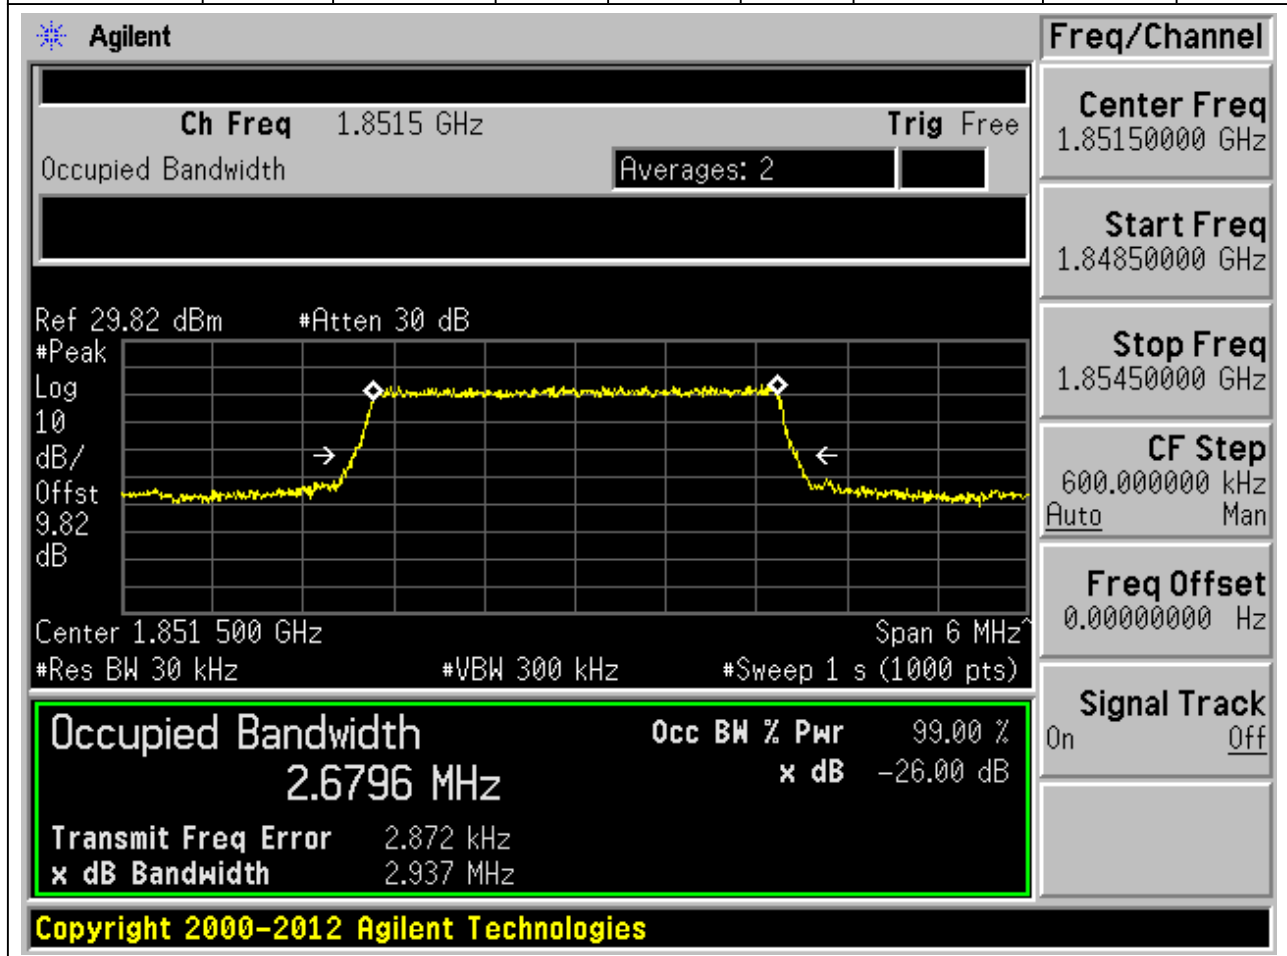 Agilent
Freq/Channel
Ch Freq 1.8515 GHz Trig Free
Occupied Bandwidth Averages: 2
Center Freq
1.85150000 GHz
Start Freq
1.84850000 GHz
Stop Freq
1.85450000 GHz
CF Step
600.000000 kHz
Auto Man
Freq Offset
0.00000000 Hz
Signal Track
On Off
Ref 29.82 dBm #Atten 30 dB
#Peak
Log
10
dB/
Offst
9.82
dB
Center 1.851 500 GHz Span 6 MHz^
#Res BW 30 kHz #VBW 300 kHz #Sweep 1 s (1000 pts)
Occupied Bandwidth Occ BW % Pwr 99.00 %
2.6796 MHz x dB -26.00 dB
Transmit Freq Error 2.872 kHz
x dB Bandwidth 2.937 MHz
Copyright 2000-2012 Agilent Technologies